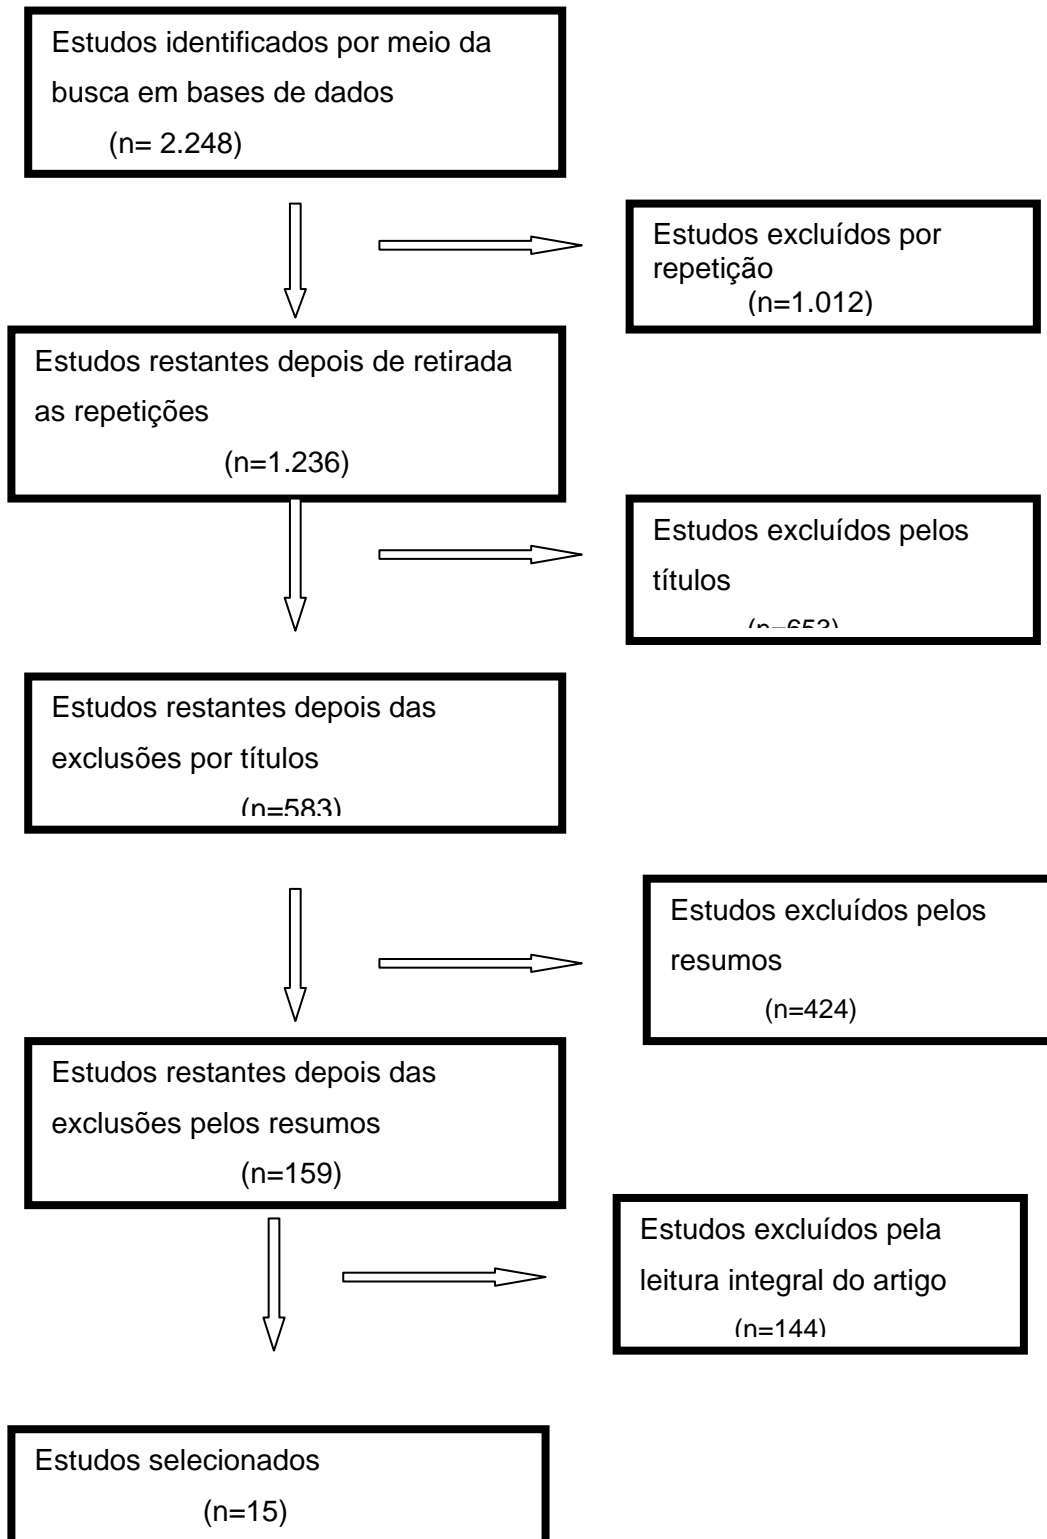 Estudos identificados por meio da
busca em bases de dados
(n= 2.248)
Estudos excluídos por
repetição
(n=1.012)
Estudos restantes depois de retirada
as repetições
(n=1.236)
Estudos excluídos pelos
títulos
(n=653)
Estudos restantes depois das
exclusões por títulos
(n=583)
Estudos excluídos pelos
resumos
(n=424)
Estudos restantes depois das
exclusões pelos resumos
(n=159)
Estudos excluídos pela
leitura integral do artigo
(n=144)
Estudos selecionados
(n=15)